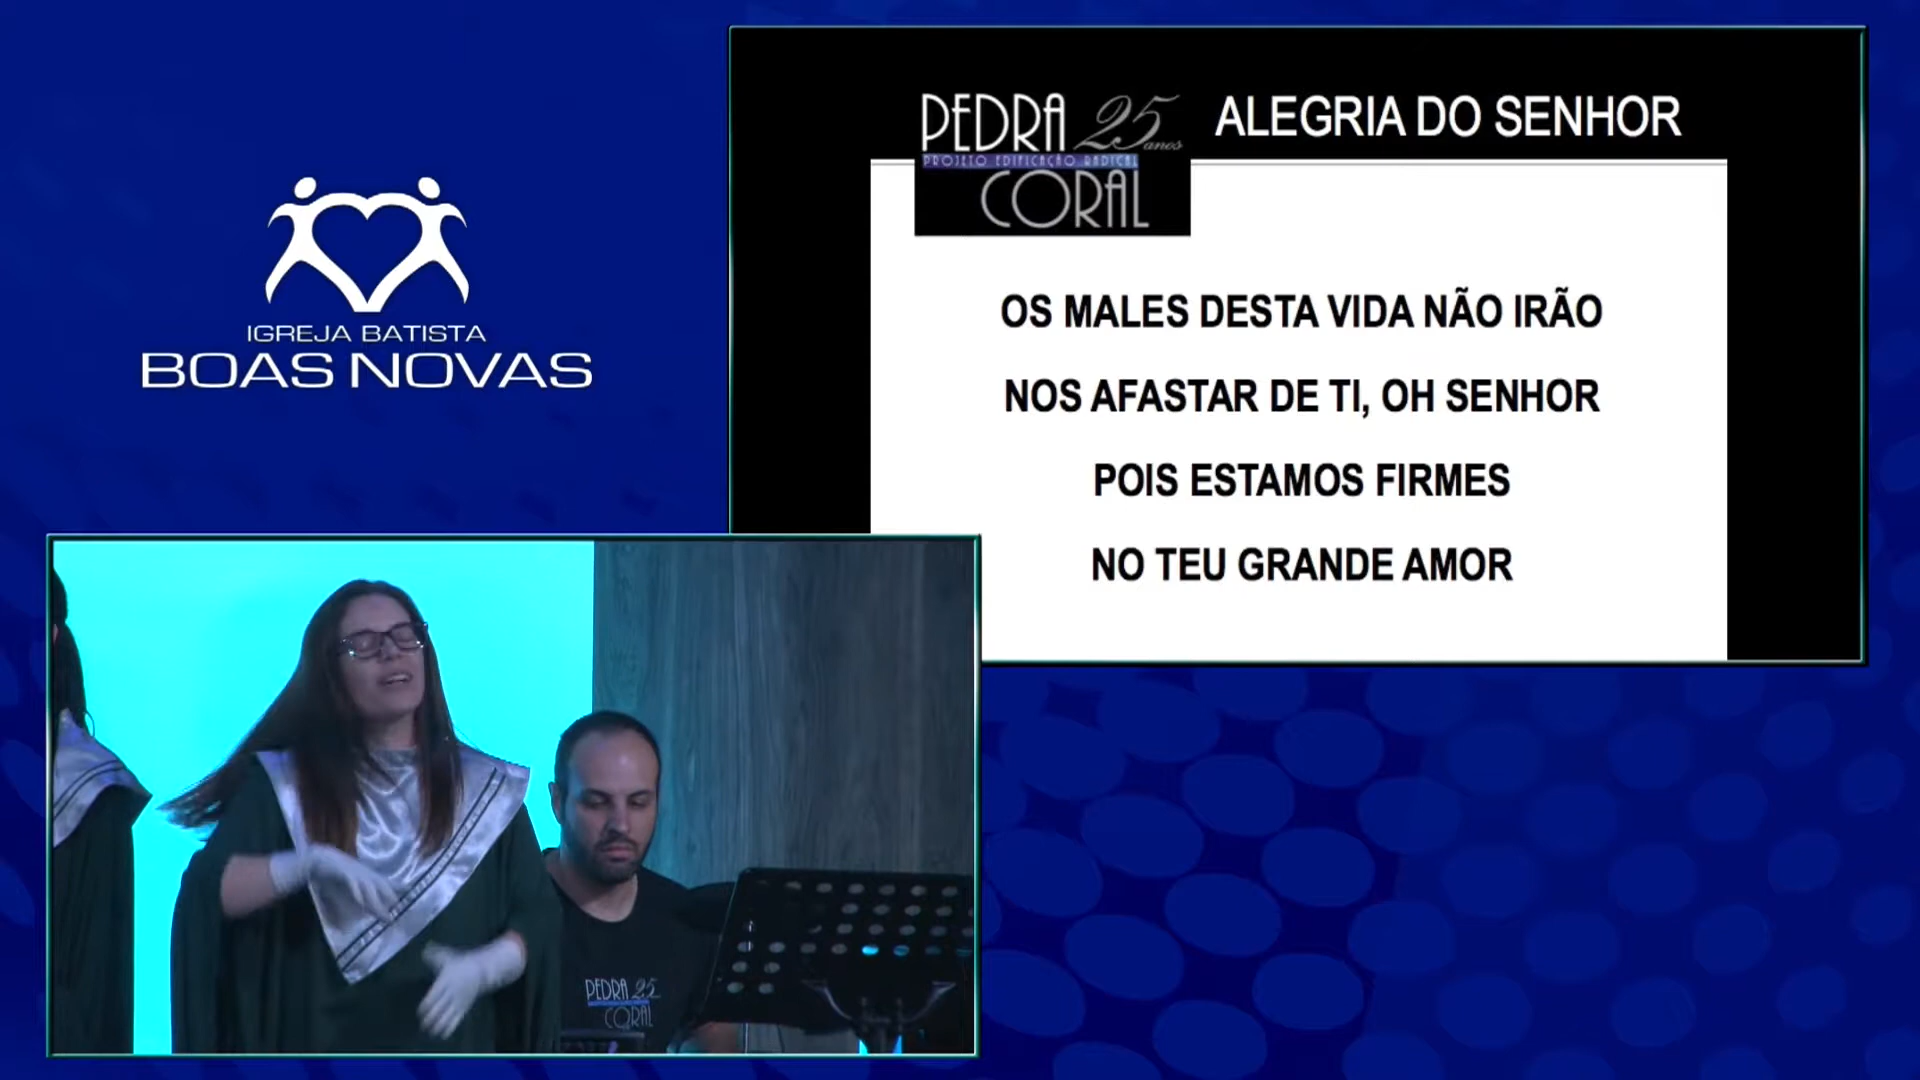 PEDRA 25 anos
PROJETO EDIFICAÇÃO RADICAL
CORAL
ALEGRIA DO SENHOR
IGREJA BATISTA
BOAS NOVAS
OS MALES DESTA VIDA NÃO IRÃO
NOS AFASTAR DE TI, OH SENHOR
POIS ESTAMOS FIRMES
NO TEU GRANDE AMOR
PEDRA 25
CORAL